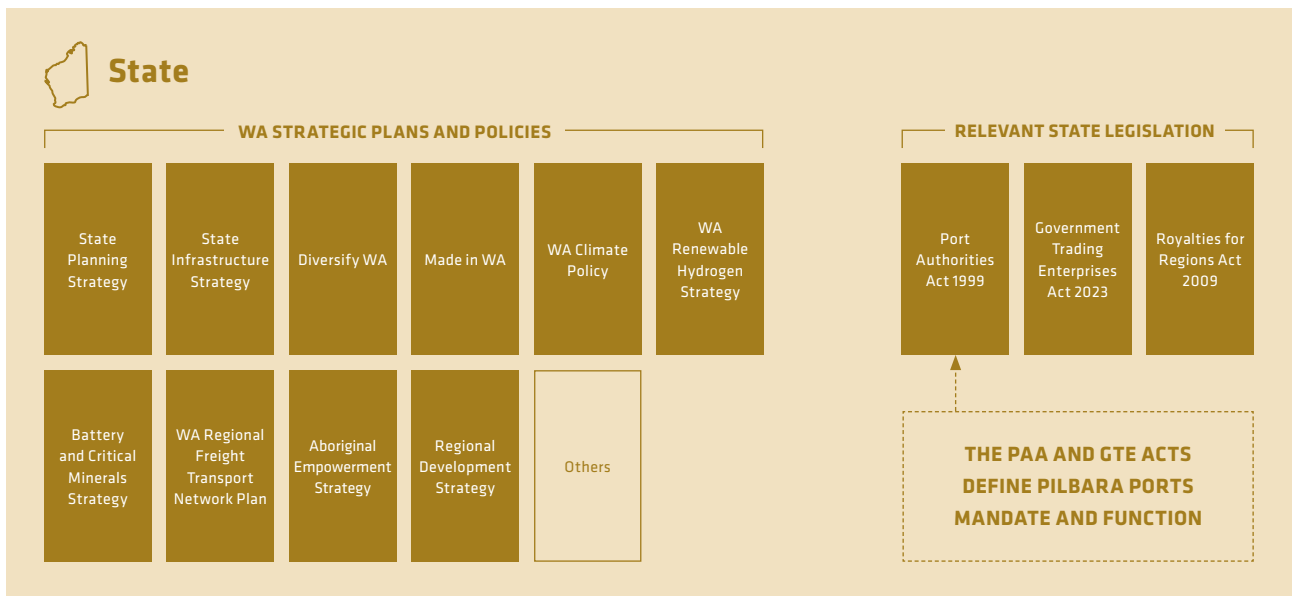 State
WA STRATEGIC PLANS AND POLICIES
State
Planning
Strategy
State
Infrastructure
Strategy
Diversify WA
Made in WA
WA Climate
Policy
WA
Renewable
Hydrogen
Strategy
Battery
and Critical
Minerals
Strategy
WA Regional
Freight
Transport
Network Plan
Aboriginal
Empowerment
Strategy
Regional
Development
Strategy
Others
RELEVANT STATE LEGISLATION
Port
Authorities
Act 1999
Government
Trading
Enterprises
Act 2023
Royalties for
Regions Act
2009
THE PAA AND GTE ACTS
DEFINE PILBARA PORTS
MANDATE AND FUNCTION